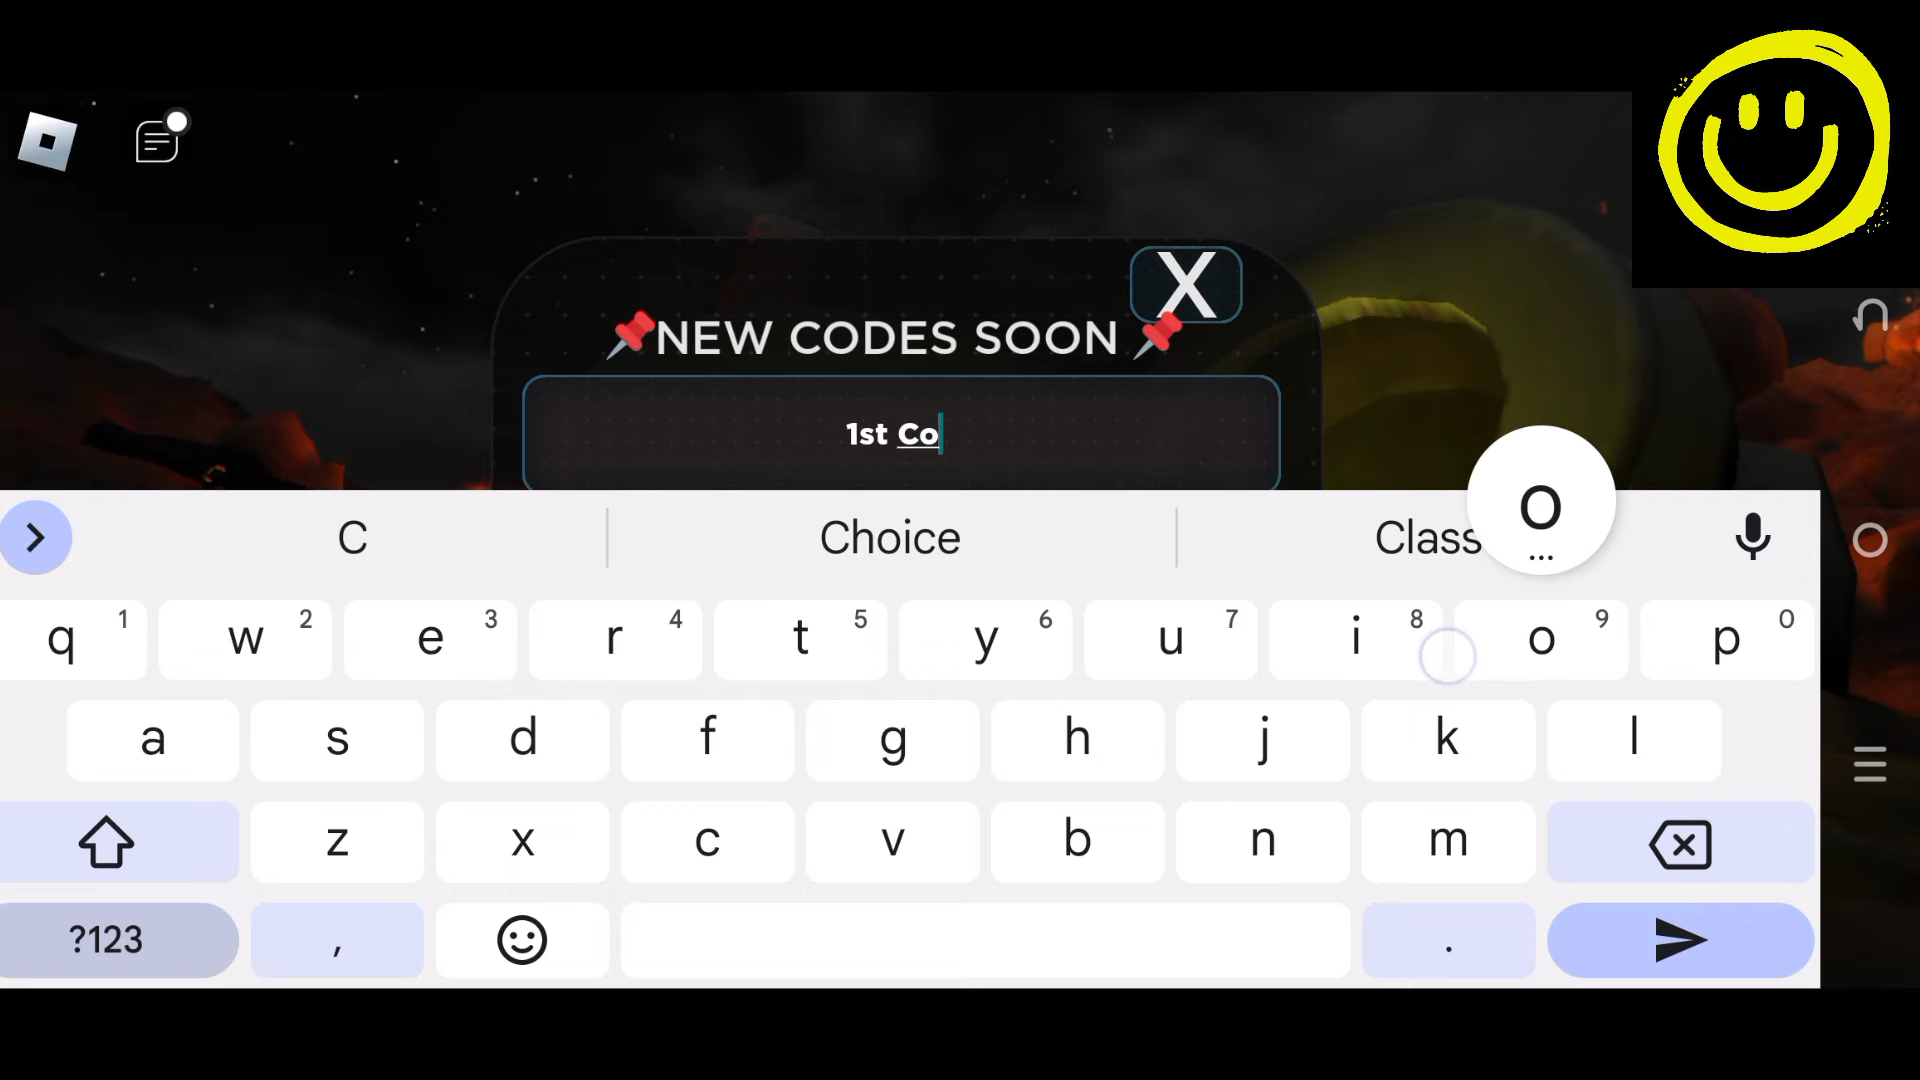 X
📌NEW CODES SOON 📌
1st Co
C Choice Class
o
...
q 1 w 2 e 3 r 4 t 5 y 6 u 7 i 8 o 9 p 0
a s d f g h j k l
z x c v b n m
?123 , .